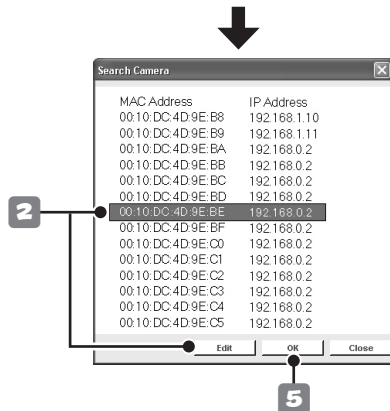 Search Camera
MAC Address IP Address
00:10:DC:4D:9E:B8 192.168.1.10
00:10:DC:4D:9E:B9 192.168.1.11
00:10:DC:4D:9E:BA 192.168.0.2
00:10:DC:4D:9E:BB 192.168.0.2
00:10:DC:4D:9E:BC 192.168.0.2
00:10:DC:4D:9E:BD 192.168.0.2
2 00:10:DC:4D:9E:BE 192.168.0.2
00:10:DC:4D:9E:BF 192.168.0.2
00:10:DC:4D:9E:C0 192.168.0.2
00:10:DC:4D:9E:C1 192.168.0.2
00:10:DC:4D:9E:C2 192.168.0.2
00:10:DC:4D:9E:C3 192.168.0.2
00:10:DC:4D:9E:C4 192.168.0.2
00:10:DC:4D:9E:C5 192.168.0.2
Edit OK Close
5